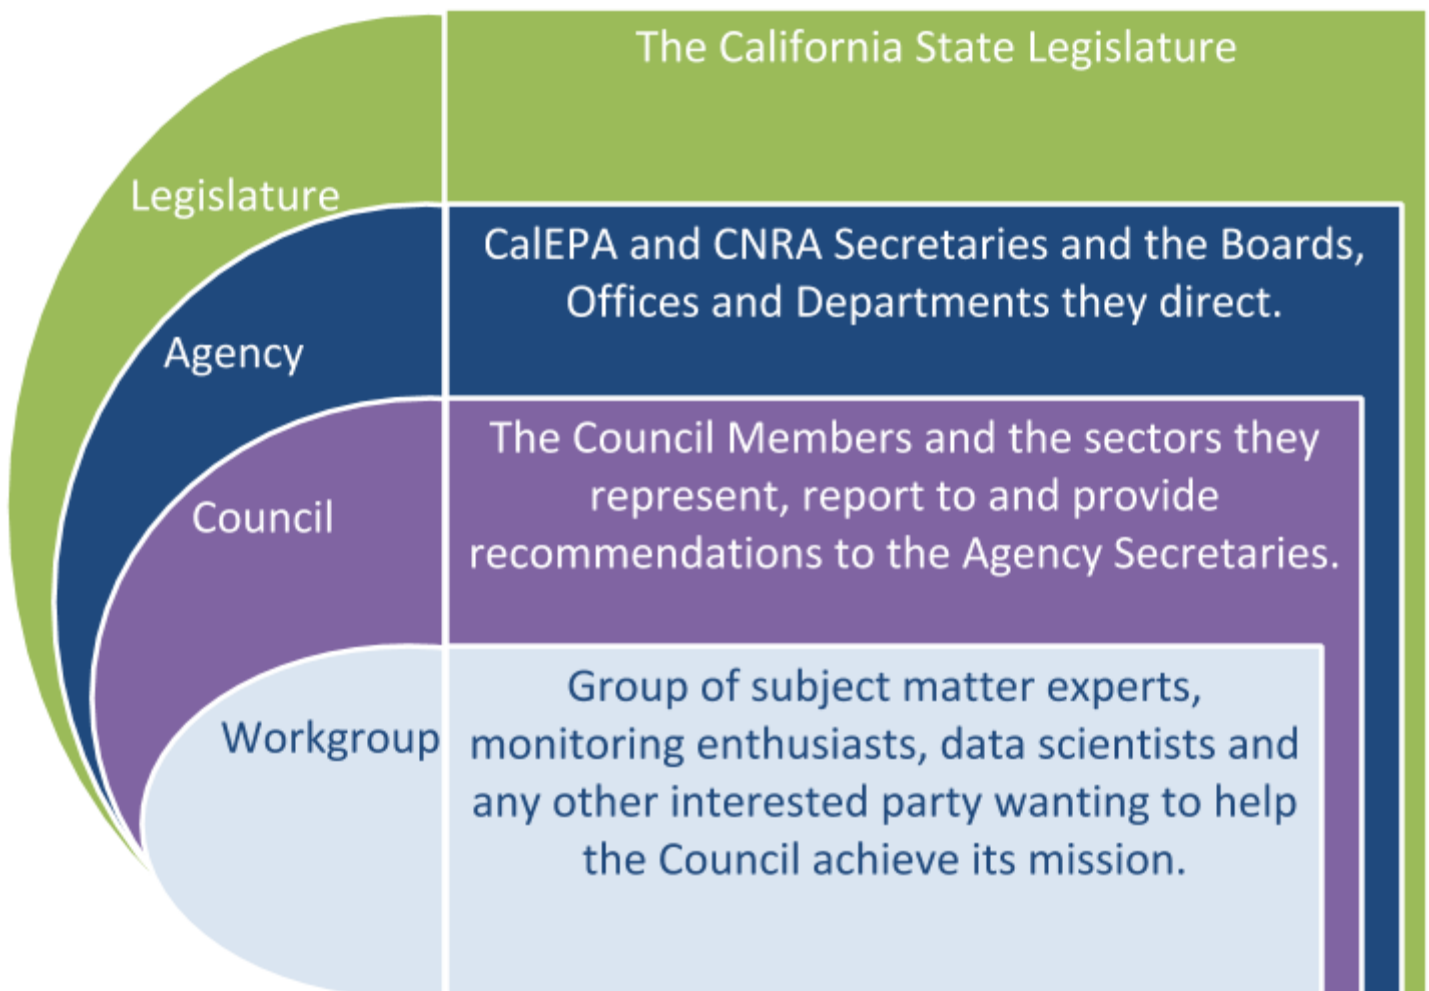 The California State Legislature
Legislature
CalEPA and CNRA Secretaries and the Boards,
Offices and Departments they direct.
Agency
The Council Members and the sectors they
represent, report to and provide
recommendations to the Agency Secretaries.
Council
Group of subject matter experts,
monitoring enthusiasts, data scientists and
any other interested party wanting to help
the Council achieve its mission.
Workgroup